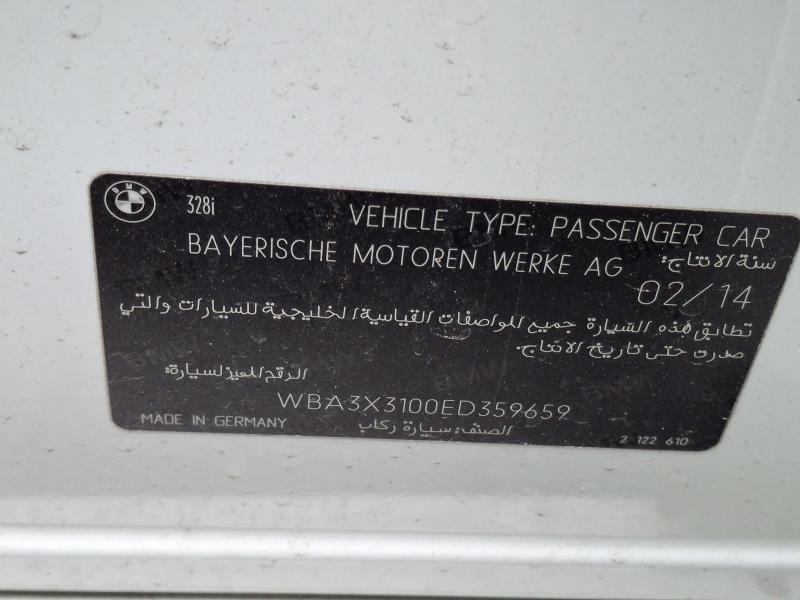 BMW
328i
VEHICLE TYPE: PASSENGER CAR
BAYERISCHE MOTOREN WERKE AG
سنة الانتاج:
02/14
تطابق هذه السيارة جميع المواصفات القياسية الخليجية للسيارات والتي
صدرت حتى تاريخ الانتاج.
الرقم المميز لسيارة:
WBA3X3100ED359659
MADE IN GERMANY
الصنف: سيارة ركاب
2 122 610